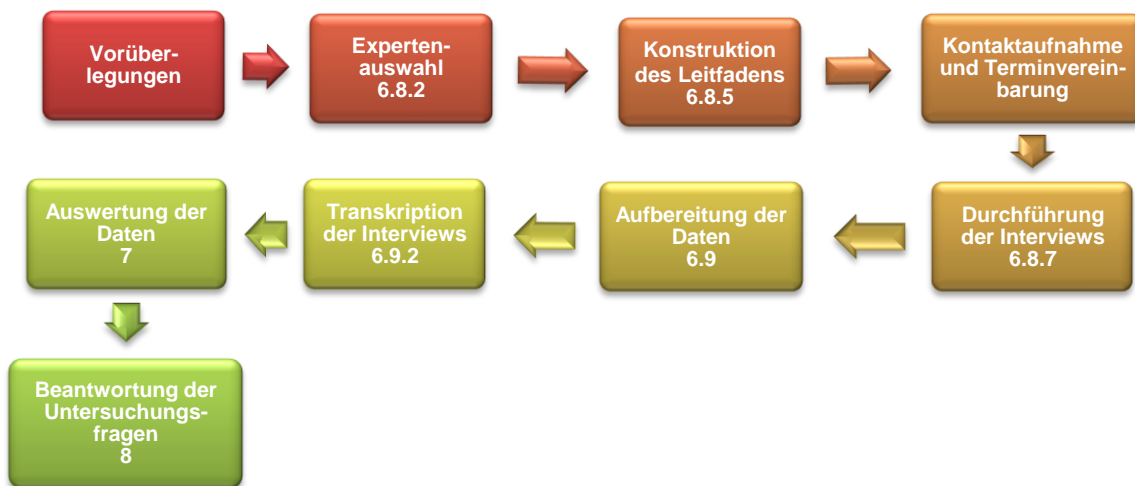 Vorüber-
legungen
Experten-
auswahl
6.8.2
Konstruktion
des Leitfadens
6.8.5
Kontaktaufnahme
und Terminverein-
barung
Durchführung
der Interviews
6.8.7
Aufbereitung der
Daten
6.9
Transkription
der Interviews
6.9.2
Auswertung der
Daten
7
Beantwortung der
Untersuchungs-
fragen
8